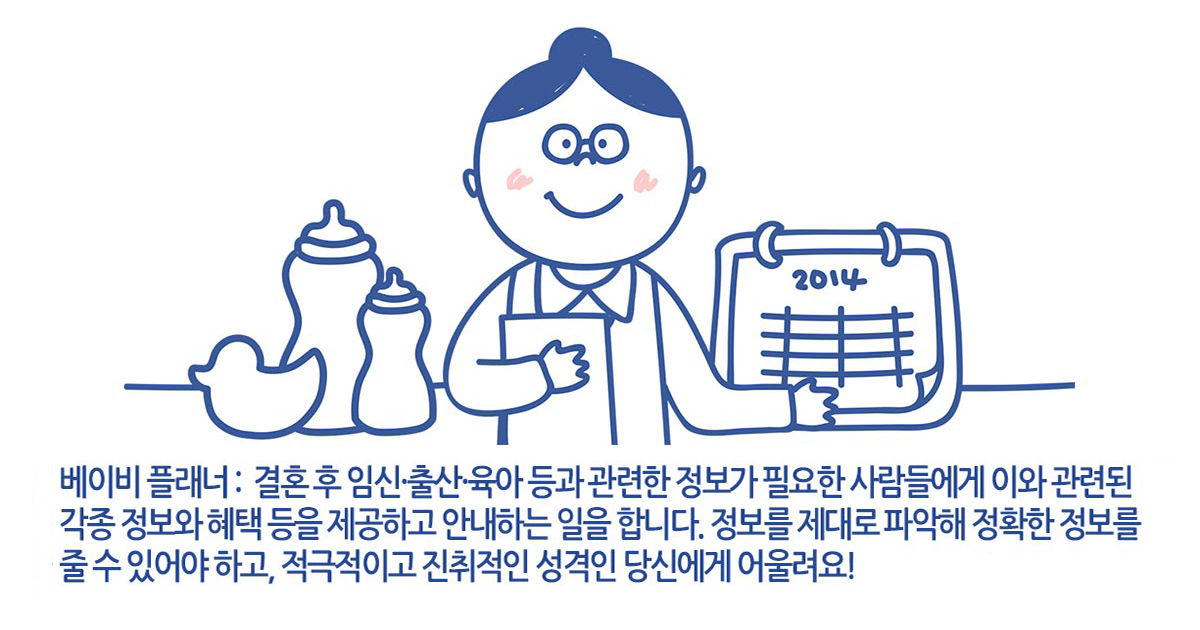 2014
베이비 플래너 : 결혼 후 임신·출산·육아 등과 관련한 정보가 필요한 사람들에게 이와 관련된
각종 정보와 혜택 등을 제공하고 안내하는 일을 합니다. 정보를 제대로 파악해 정확한 정보를
줄 수 있어야 하고, 적극적이고 진취적인 성격인 당신에게 어울려요!